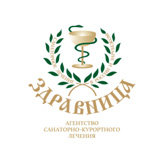 ЗДРАВНИЦА
АГЕНТСТВО
САНАТОРНО-КУРОРТНОГО
ЛЕЧЕНИЯ